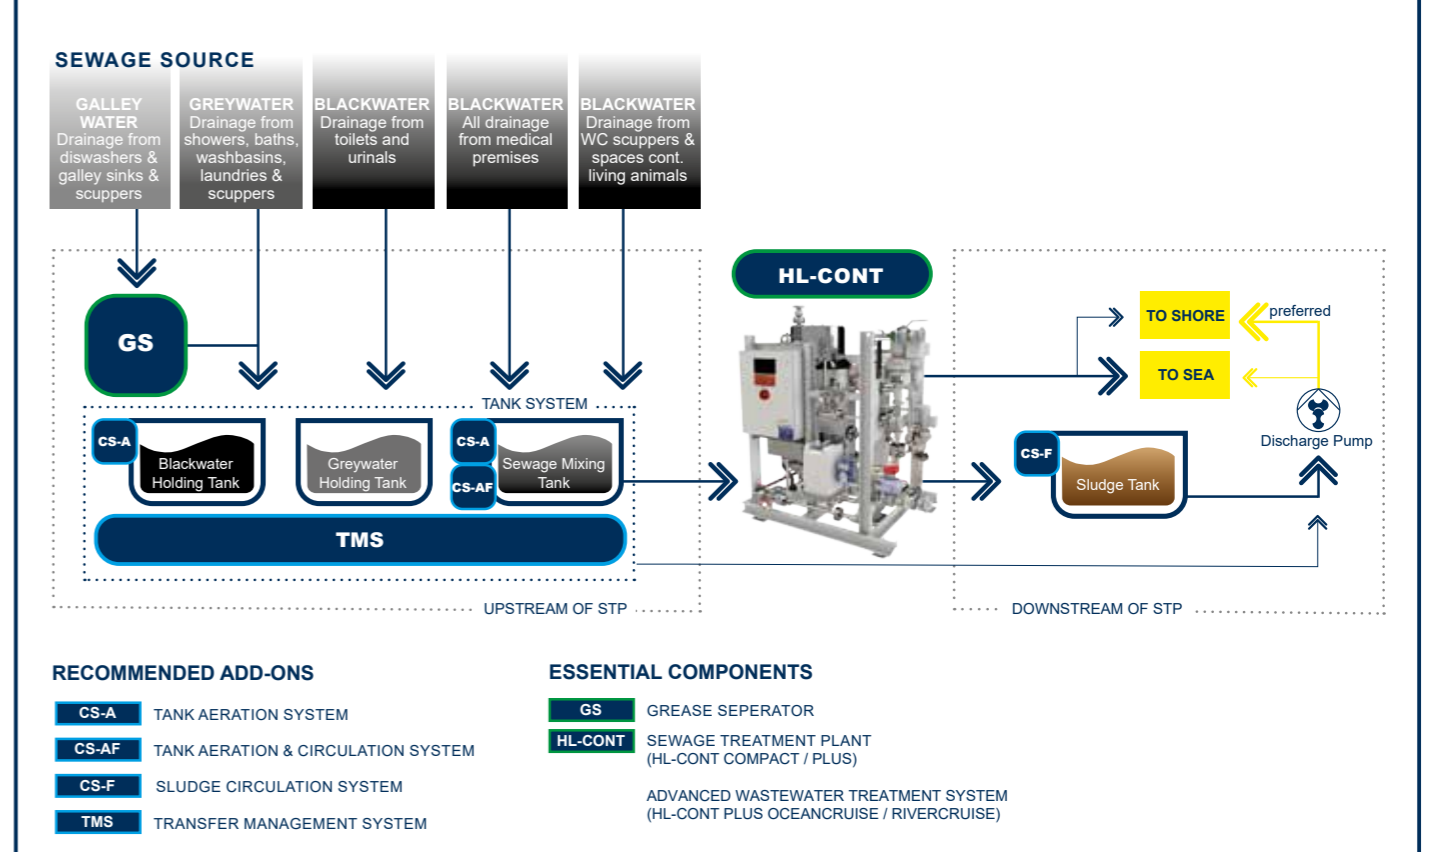 SEWAGE SOURCE
GALLEY
WATER
Drainage from
diswashers &
galley sinks &
scuppers
GREYWATER
Drainage from
showers, baths,
washbasins,
laundries &
scuppers
BLACKWATER
Drainage from
toilets and
urinals
BLACKWATER
All drainage
from medical
premises
BLACKWATER
Drainage from
WC scuppers &
spaces cont.
living animals
GS
HL-CONT
TO SHORE
preferred
TO SEA
Discharge Pump
TANK SYSTEM
CS-A
Blackwater
Holding Tank
Greywater
Holding Tank
CS-A
CS-AF
Sewage Mixing
Tank
CS-F
Sludge Tank
TMS
UPSTREAM OF STP
DOWNSTREAM OF STP
RECOMMENDED ADD-ONS
CS-A TANK AERATION SYSTEM
CS-AF TANK AERATION & CIRCULATION SYSTEM
CS-F SLUDGE CIRCULATION SYSTEM
TMS TRANSFER MANAGEMENT SYSTEM
ESSENTIAL COMPONENTS
GS GREASE SEPERATOR
HL-CONT SEWAGE TREATMENT PLANT
(HL-CONT COMPACT / PLUS)
ADVANCED WASTEWATER TREATMENT SYSTEM
(HL-CONT PLUS OCEANCRUISE / RIVERCRUISE)